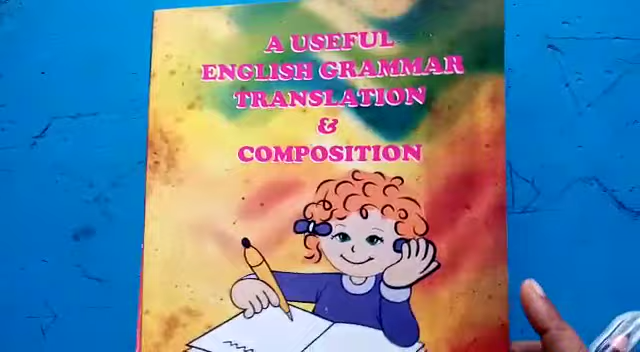 A USEFUL
ENGLISH GRAMMAR
TRANSLATION
&
COMPOSITION